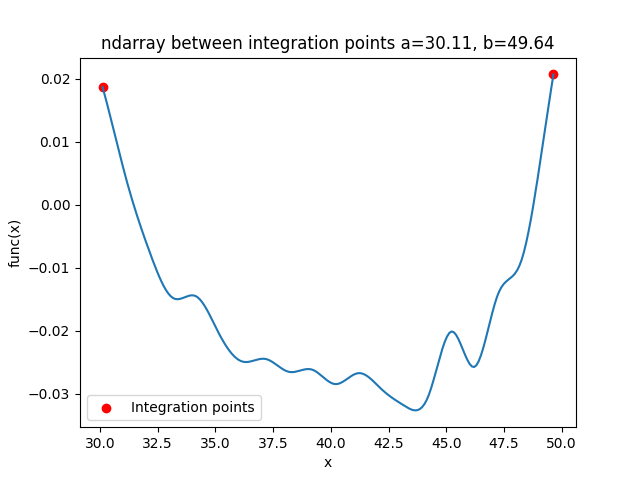 ndarray between integration points a=30.11, b=49.64
func(x)
0.02
0.01
0.00
−0.01
−0.02
−0.03
Integration points
30.0 32.5 35.0 37.5 40.0 42.5 45.0 47.5 50.0
x